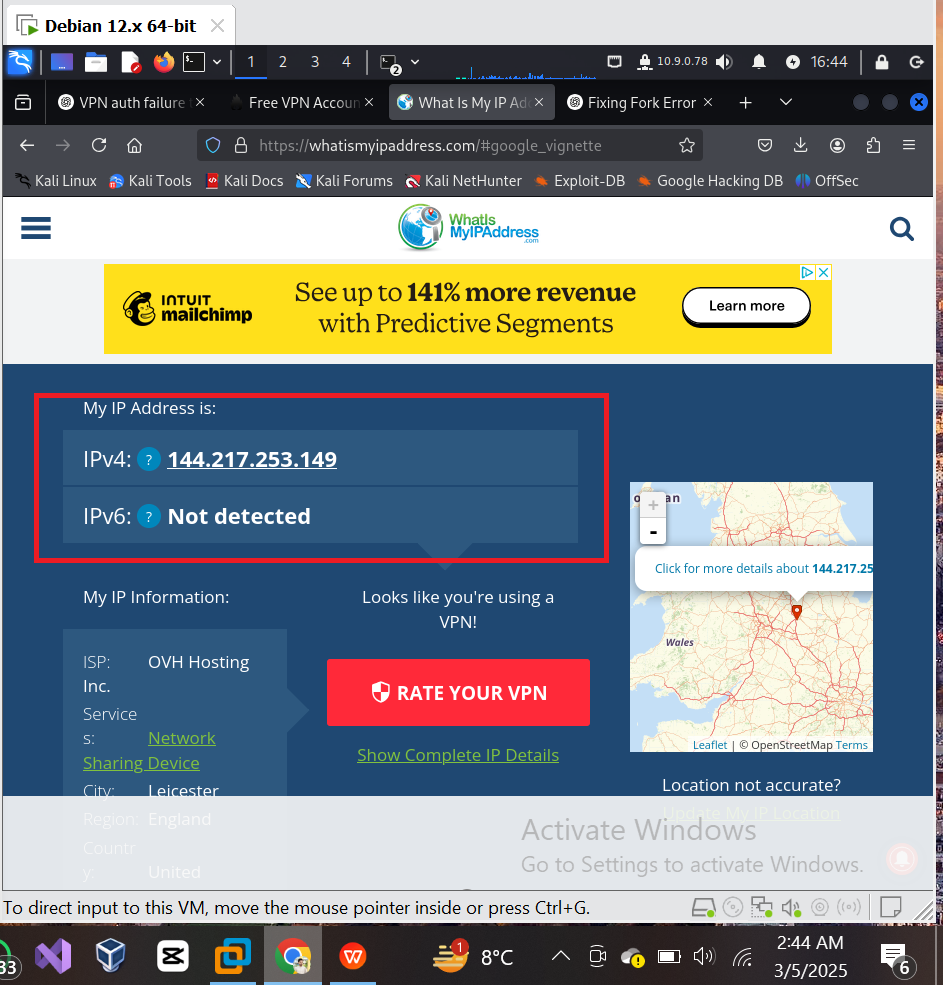 Debian 12.x 64-bit
1 2 3 4 2 10.9.0.78 16:44
VPN auth failure What Is My IP Ad Fixing Fork Error
Free VPN Accoun
https://whatismyipaddress.com/#google_vignette
Kali Linux Kali Tools Kali Docs Kali Forums Kali NetHunter Exploit-DB Google Hacking DB OffSec
WhatIs
MyIPAddress
.com
INTUIT
mailchimp
See up to 141% more revenue
with Predictive Segments
Learn more
My IP Address is:
IPv4: ? 144.217.253.149
IPv6: ? Not detected
My IP Information:
ISP: OVH Hosting
Inc.
Service
s: Network
Sharing Device
City: Leicester
Region: England
Countr
y: United
Looks like you're using a
VPN!
RATE YOUR VPN
Show Complete IP Details
+
-
Click for more details about 144.217.25
Wales
Leaflet | © OpenStreetMap Terms
Location not accurate?
Update My IP Location
Activate Windows
Go to Settings to activate Windows.
To direct input to this VM, move the mouse pointer inside or press Ctrl+G.
33 1 8°C 2:44 AM
3/5/2025 6